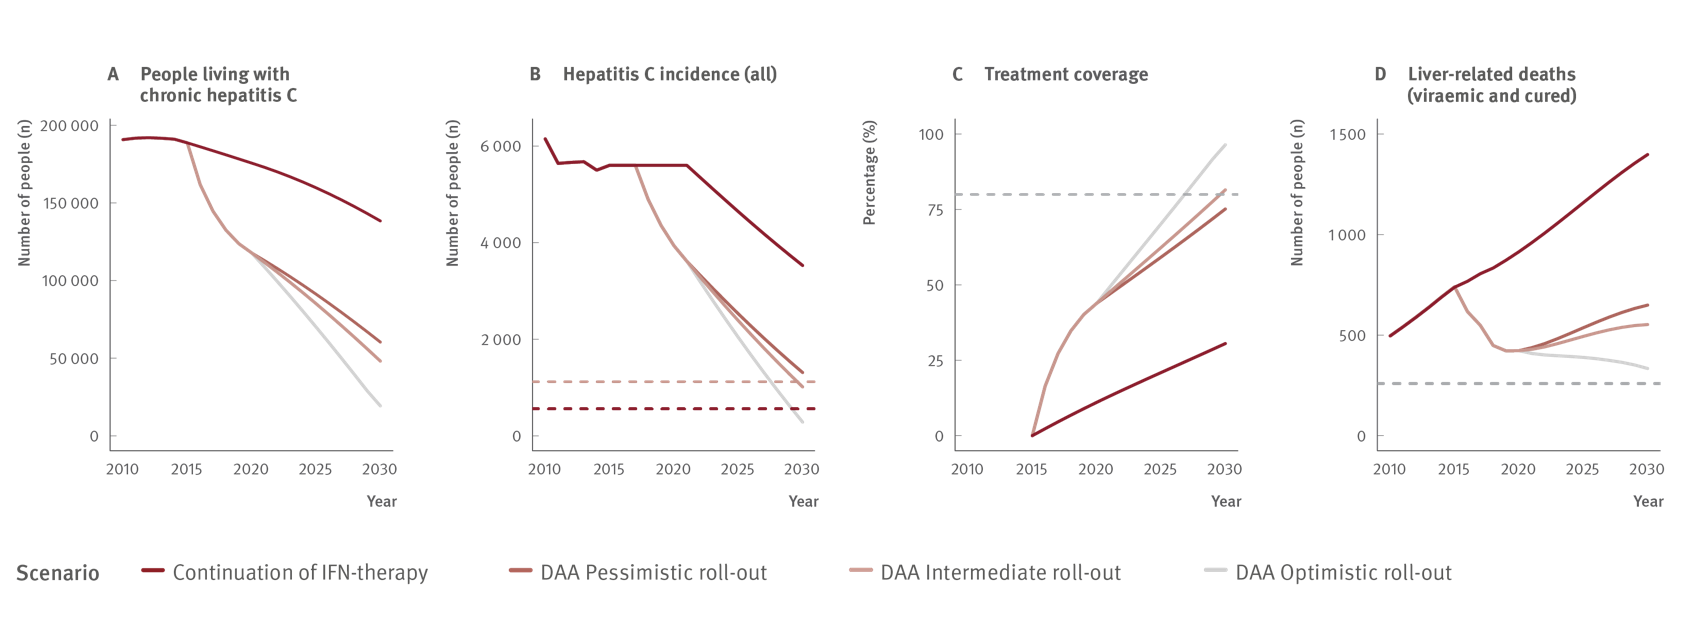 A People living with
chronic hepatitis C
Number of people (n)
200 000
150 000
100 000
50 000
0
2010 2015 2020 2025 2030
Year
B Hepatitis C incidence (all)
Number of people (n)
6 000
4 000
2 000
0
2010 2015 2020 2025 2030
Year
C Treatment coverage
Percentage (%)
100
75
50
25
0
2010 2015 2020 2025 2030
Year
D Liver-related deaths
(viraemic and cured)
Number of people (n)
1 500
1 000
500
0
2010 2015 2020 2025 2030
Year
Scenario Continuation of IFN-therapy DAA Pessimistic roll-out DAA Intermediate roll-out DAA Optimistic roll-out